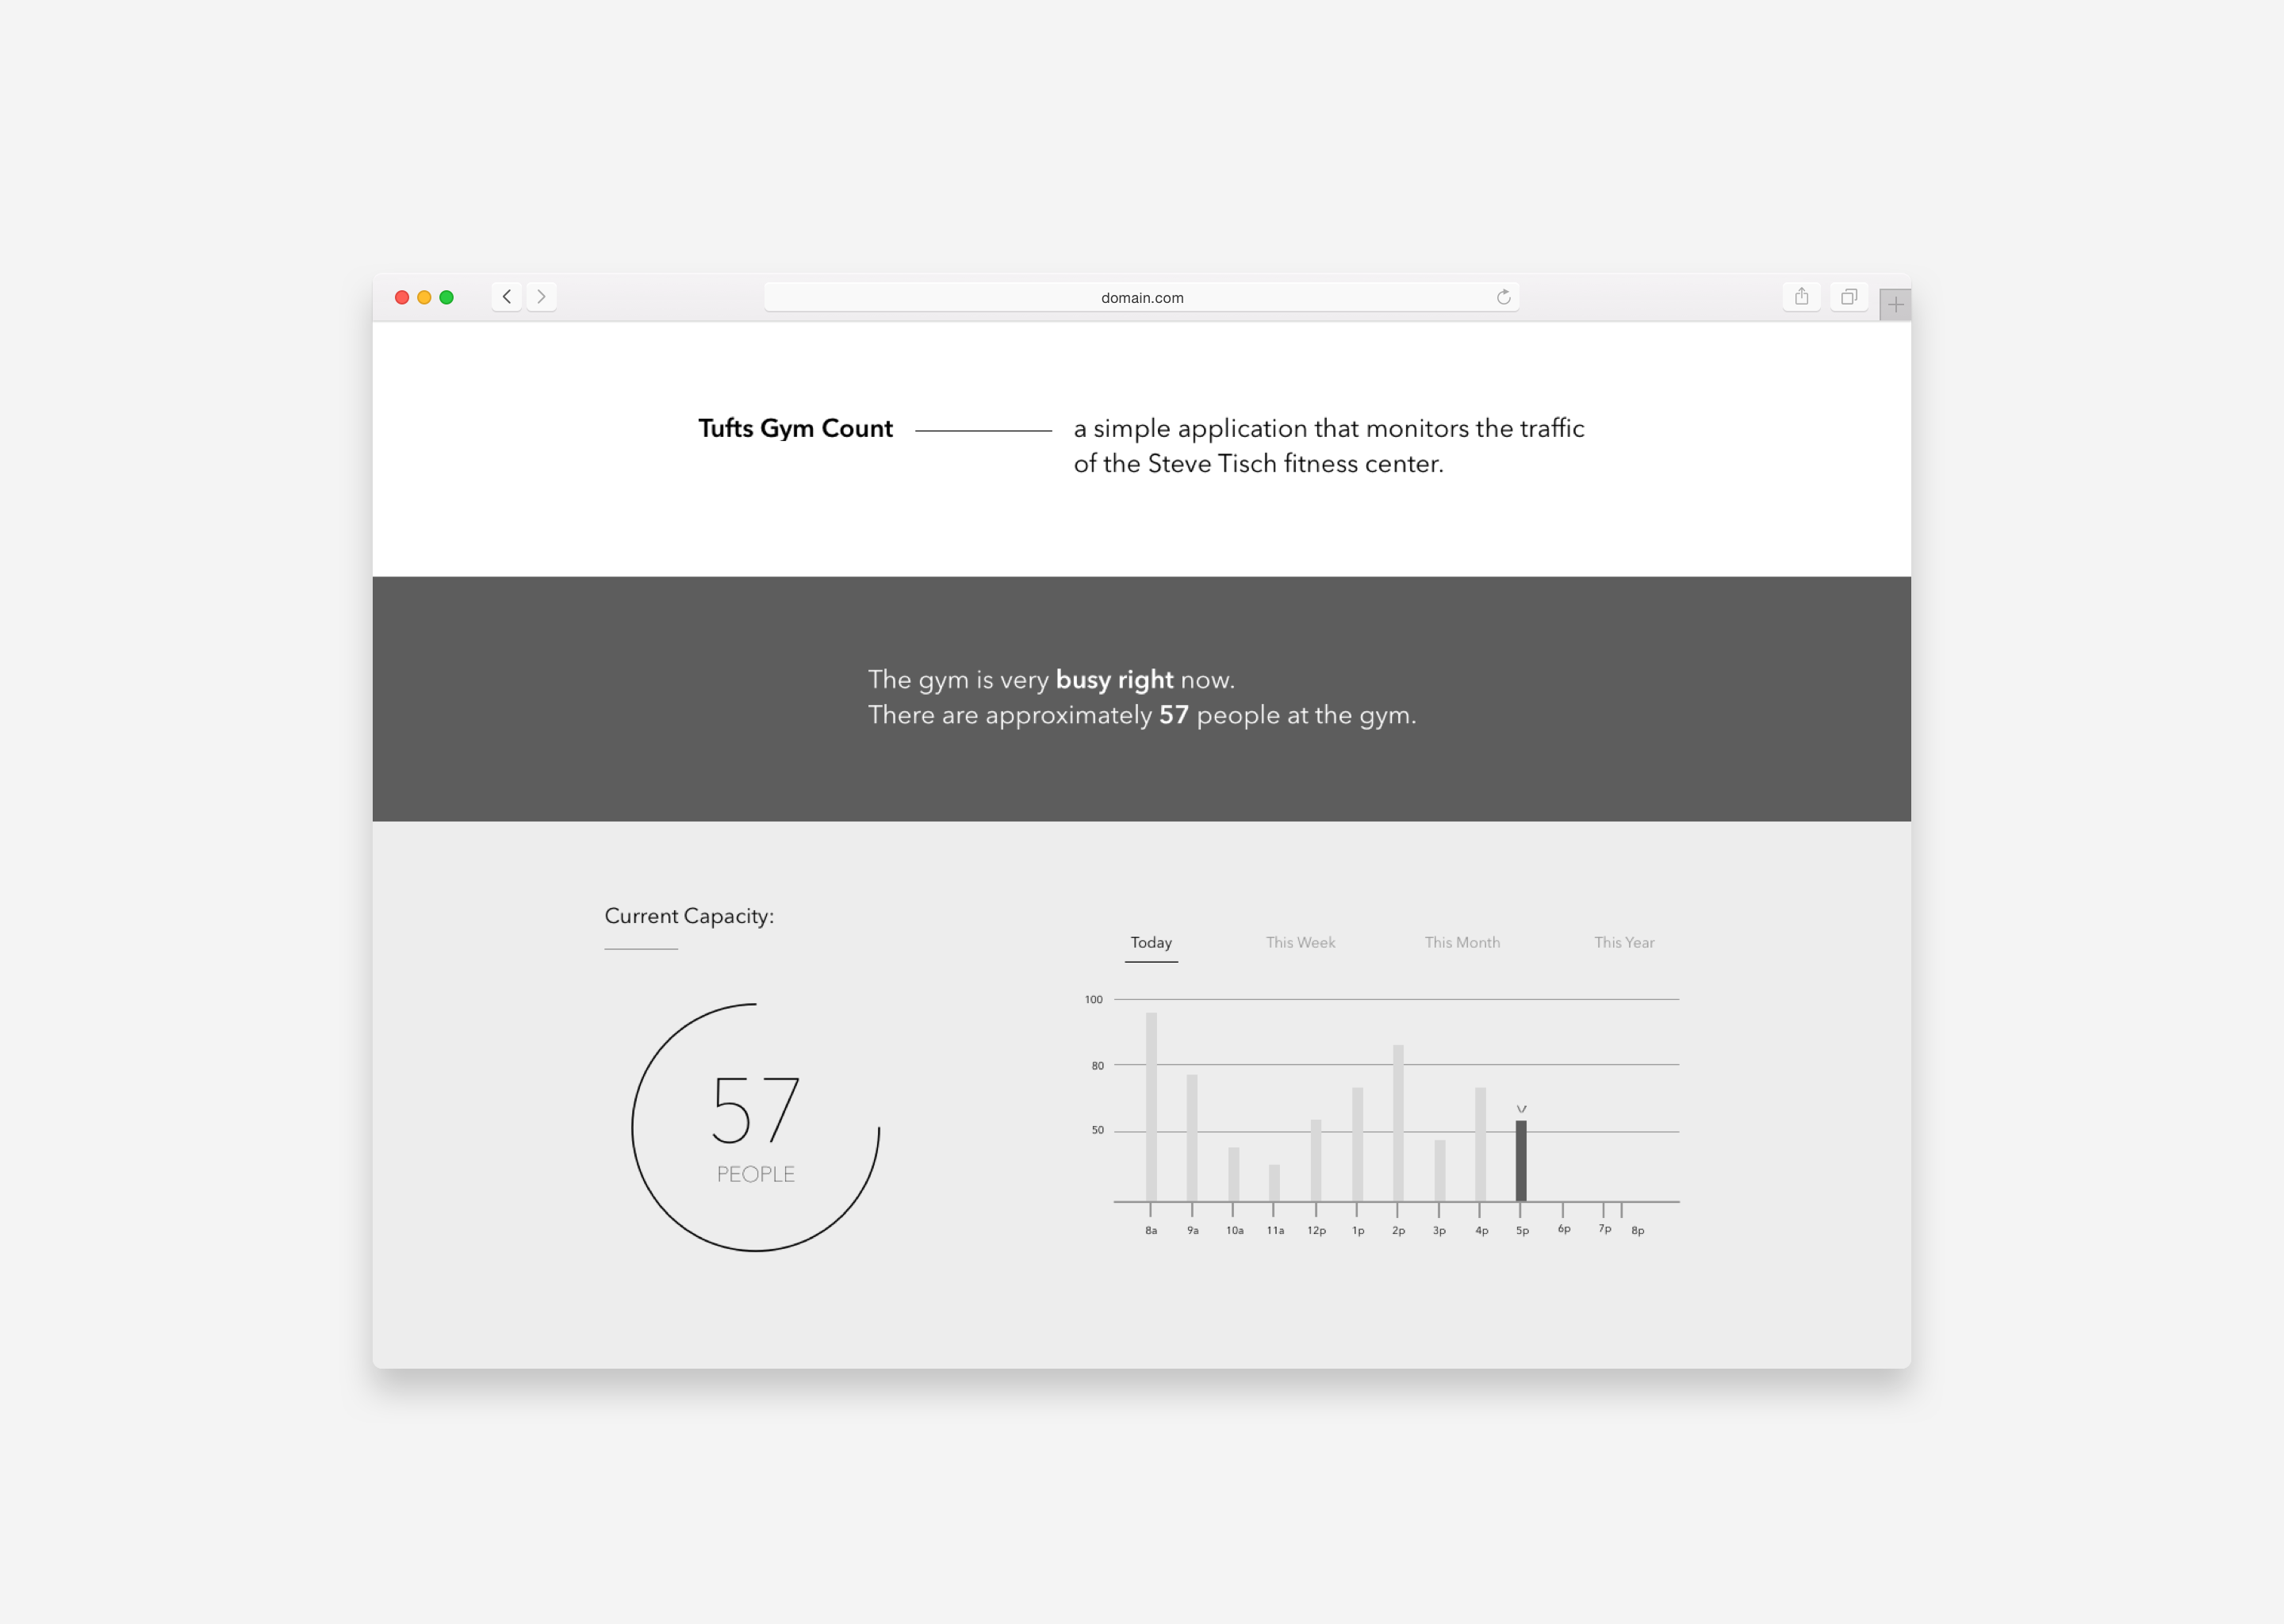 domain.com
Tufts Gym Count
a simple application that monitors the traffic
of the Steve Tisch fitness center.
The gym is very busy right now.
There are approximately 57 people at the gym.
Current Capacity:
57
PEOPLE
Today This Week This Month This Year
100
80
50
8a 9a 10a 11a 12p 1p 2p 3p 4p 5p 6p 7p 8p